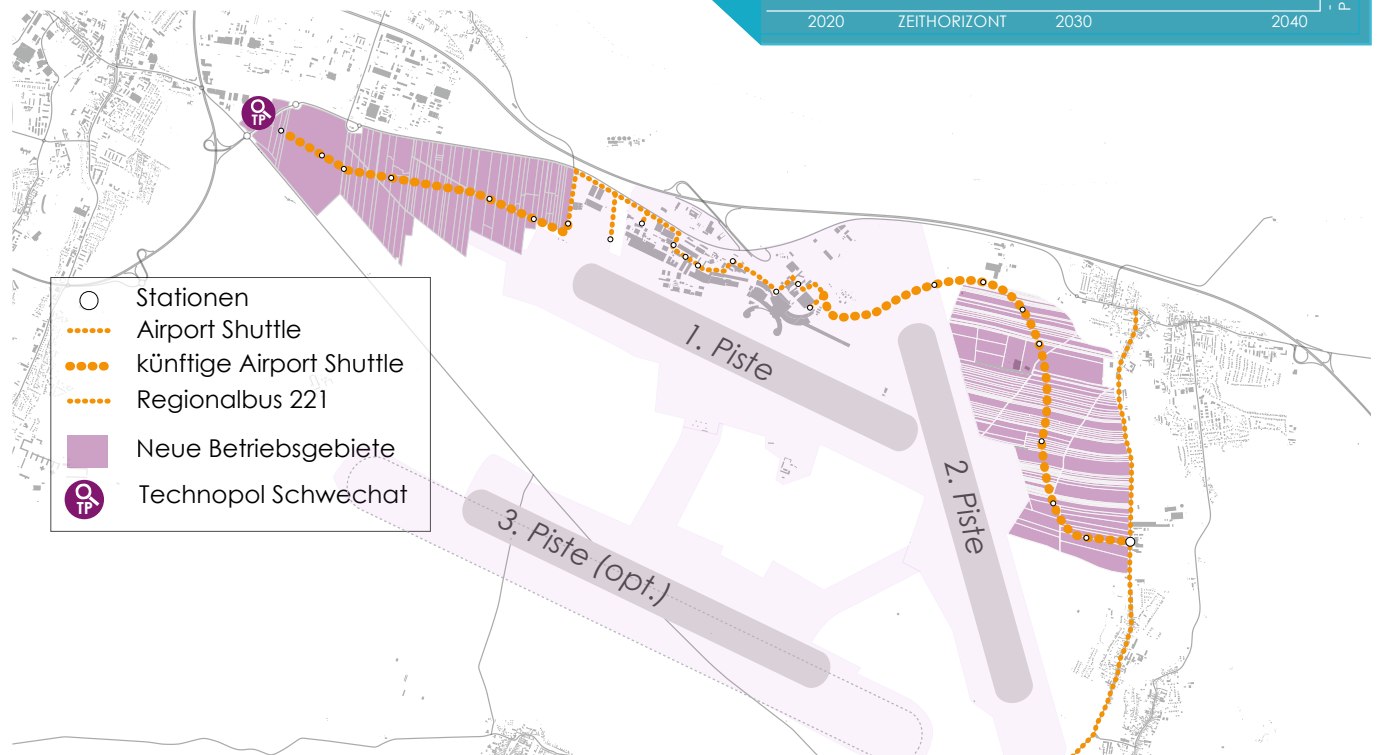 2020 ZEITHORIZONT 2030 2040
P
TP
1. Piste
2. Piste
3. Piste (opt.)
Stationen
Airport Shuttle
künftige Airport Shuttle
Regionalbus 221
Neue Betriebsgebiete
TP
Technopol Schwechat